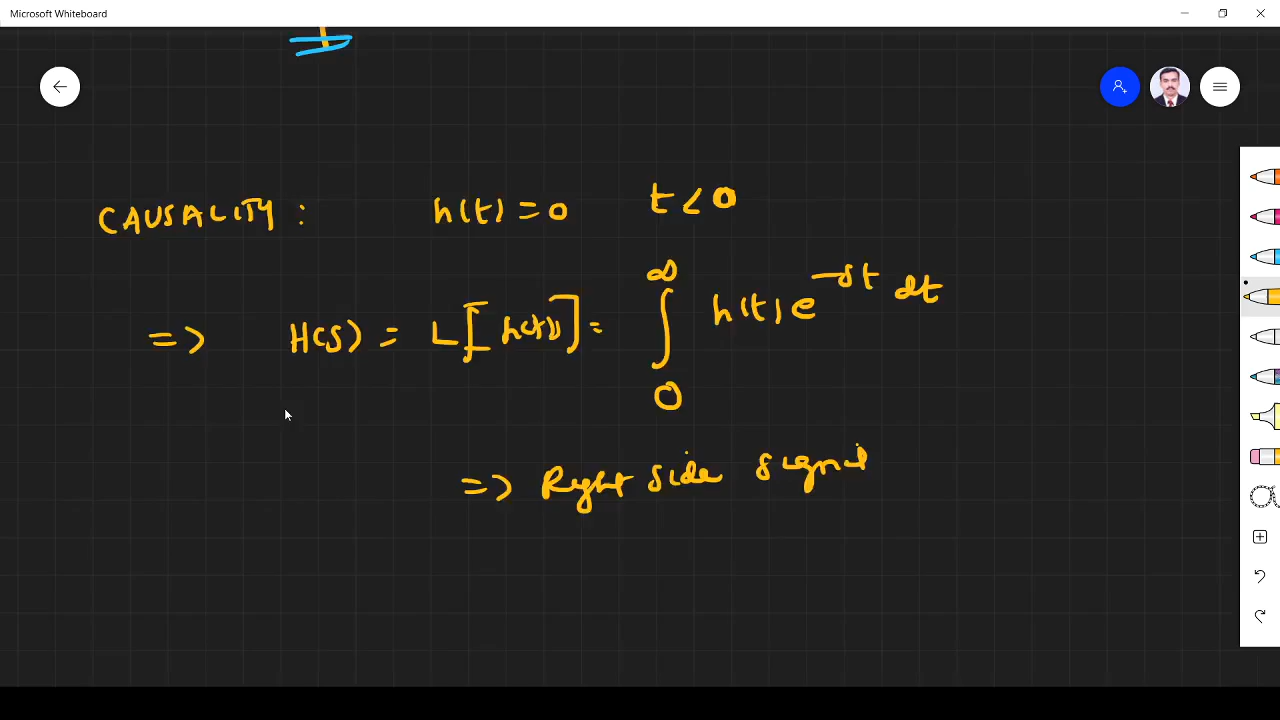 Microsoft Whiteboard
CAUSALITY : h(t) = 0 t < 0
=> H(s) = L[h(t)] = ∫₀^∞ h(t) e^{-st} dt
=> Right side signal